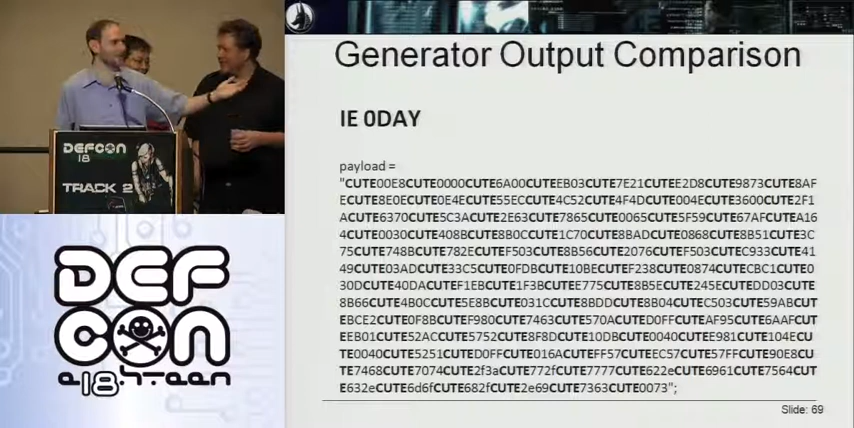 DEFCON
18
TRACK 2
DEF
CON
e18hteen
Generator Output Comparison
IE 0DAY
payload =
"CUTE00E8CUTE0000CUTE6A00CUTEEB03CUTE7E21CUTEE2D8CUTE9873CUTE8AF
ECUTE8E0ECUTE0E4ECUTE55ECCUTE4C52CUTE4F4DCUTE004ECUTE3600CUTE2F1
ACUTE6370CUTE5C3ACUTE2E63CUTE7865CUTE0065CUTE5F59CUTE67AFCUTEA16
4CUTE0030CUTE408BCUTE8B0CCUTE1C70CUTE8BADCUTE0868CUTE8B51CUTE3C
75CUTE748BCUTE782ECUTEF503CUTE8B56CUTE2076CUTEF503CUTEC933CUTE41
49CUTE03ADCUTE33C5CUTE0FDBCUTE10BECUTEF238CUTE0874CUTECBC1CUTE0
30DCUTE40DACUTEF1EBCUTE1F3BCUTEE775CUTE8B5ECUTE245ECUTEDD03CUTE
8B66CUTE4B0CCUTE5E8BCUTE031CCUTE8BDDCUTE8B04CUTEC503CUTE59ABCUT
EBCE2CUTE0F8BCUTEF980CUTE7463CUTE570ACUTED0FFCUTEAF95CUTE6AAFCUT
EEB01CUTE52ACCUTE5752CUTE8F8DCUTE10DBCUTE0040CUTEE981CUTE104ECU
TE0040CUTE5251CUTED0FFCUTE016ACUTEFF57CUTEEC57CUTE57FFCUTE90E8CU
TE7468CUTE7074CUTE2f3aCUTE772fCUTE7777CUTE622eCUTE6961CUTE7564CUT
E632eCUTE6d6fCUTE682fCUTE2e69CUTE7363CUTE0073";
Slide: 69